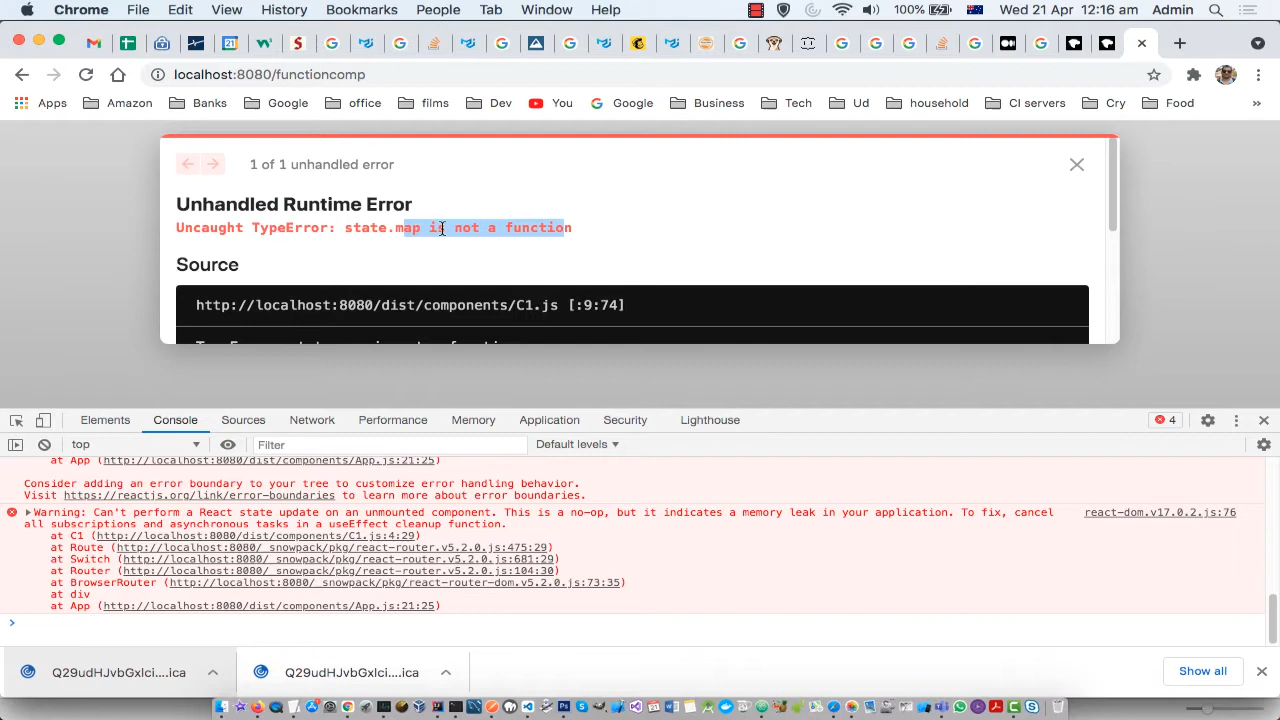 Chrome File Edit View History Bookmarks People Tab Window Help 100% Wed 21 Apr 12:16 am Admin
localhost:8080/functioncomp
Apps Amazon Banks Google office films Dev You Google Business Tech Ud household CI servers Cry Food »
1 of 1 unhandled error
Unhandled Runtime Error
Uncaught TypeError: state.map is not a function
Source
http://localhost:8080/dist/components/C1.js [:9:74]
Elements Console Sources Network Performance Memory Application Security Lighthouse 4
top Filter Default levels
at App (http://localhost:8080/dist/components/App.js:21:25)
Consider adding an error boundary to your tree to customize error handling behavior.
Visit https://reactjs.org/link/error-boundaries to learn more about error boundaries.
Warning: Can't perform a React state update on an unmounted component. This is a no-op, but it indicates a memory leak in your application. To fix, cancel react-dom.v17.0.2.js:76
all subscriptions and asynchronous tasks in a useEffect cleanup function.
at C1 (http://localhost:8080/dist/components/C1.js:4:29)
at Route (http://localhost:8080/_snowpack/pkg/react-router.v5.2.0.js:475:29)
at Switch (http://localhost:8080/_snowpack/pkg/react-router.v5.2.0.js:681:29)
at Router (http://localhost:8080/_snowpack/pkg/react-router.v5.2.0.js:104:30)
at BrowserRouter (http://localhost:8080/_snowpack/pkg/react-router-dom.v5.2.0.js:73:35)
at div
at App (http://localhost:8080/dist/components/App.js:21:25)
Q29udHJvbGxlci....ica Q29udHJvbGxlci....ica Show all